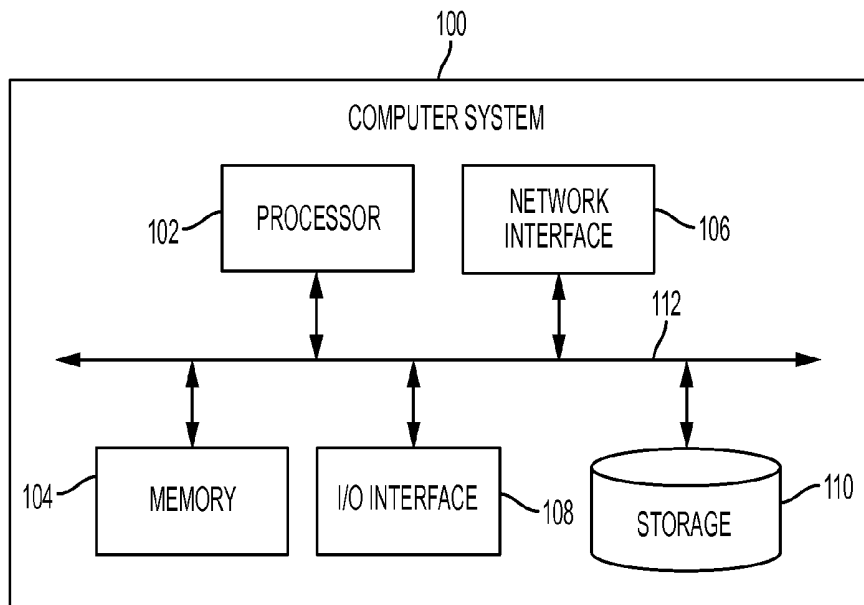 100
COMPUTER SYSTEM
102
PROCESSOR
NETWORK
INTERFACE
106
112
104
MEMORY
I/O INTERFACE
108
STORAGE
110